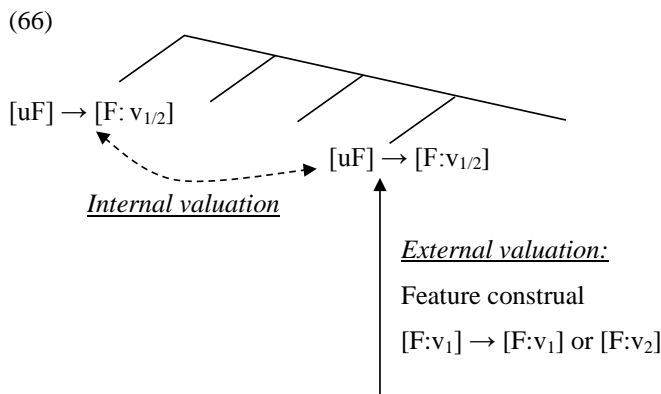 (66)
[uF] → [F: v1/2]
[uF] → [F:v1/2]
Internal valuation
External valuation:
Feature construal
[F:v1] → [F:v1] or [F:v2]